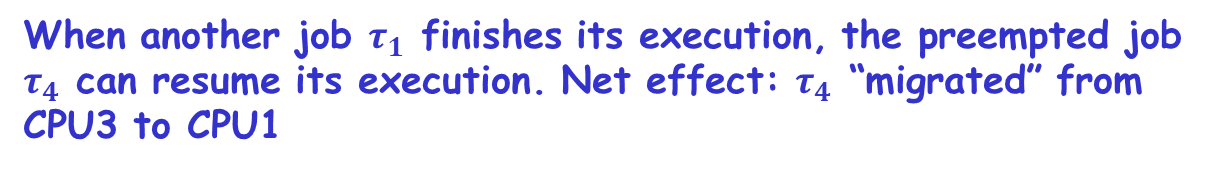 When another job τ₁ finishes its execution, the preempted job
τ₄ can resume its execution. Net effect: τ₄ “migrated” from
CPU3 to CPU1